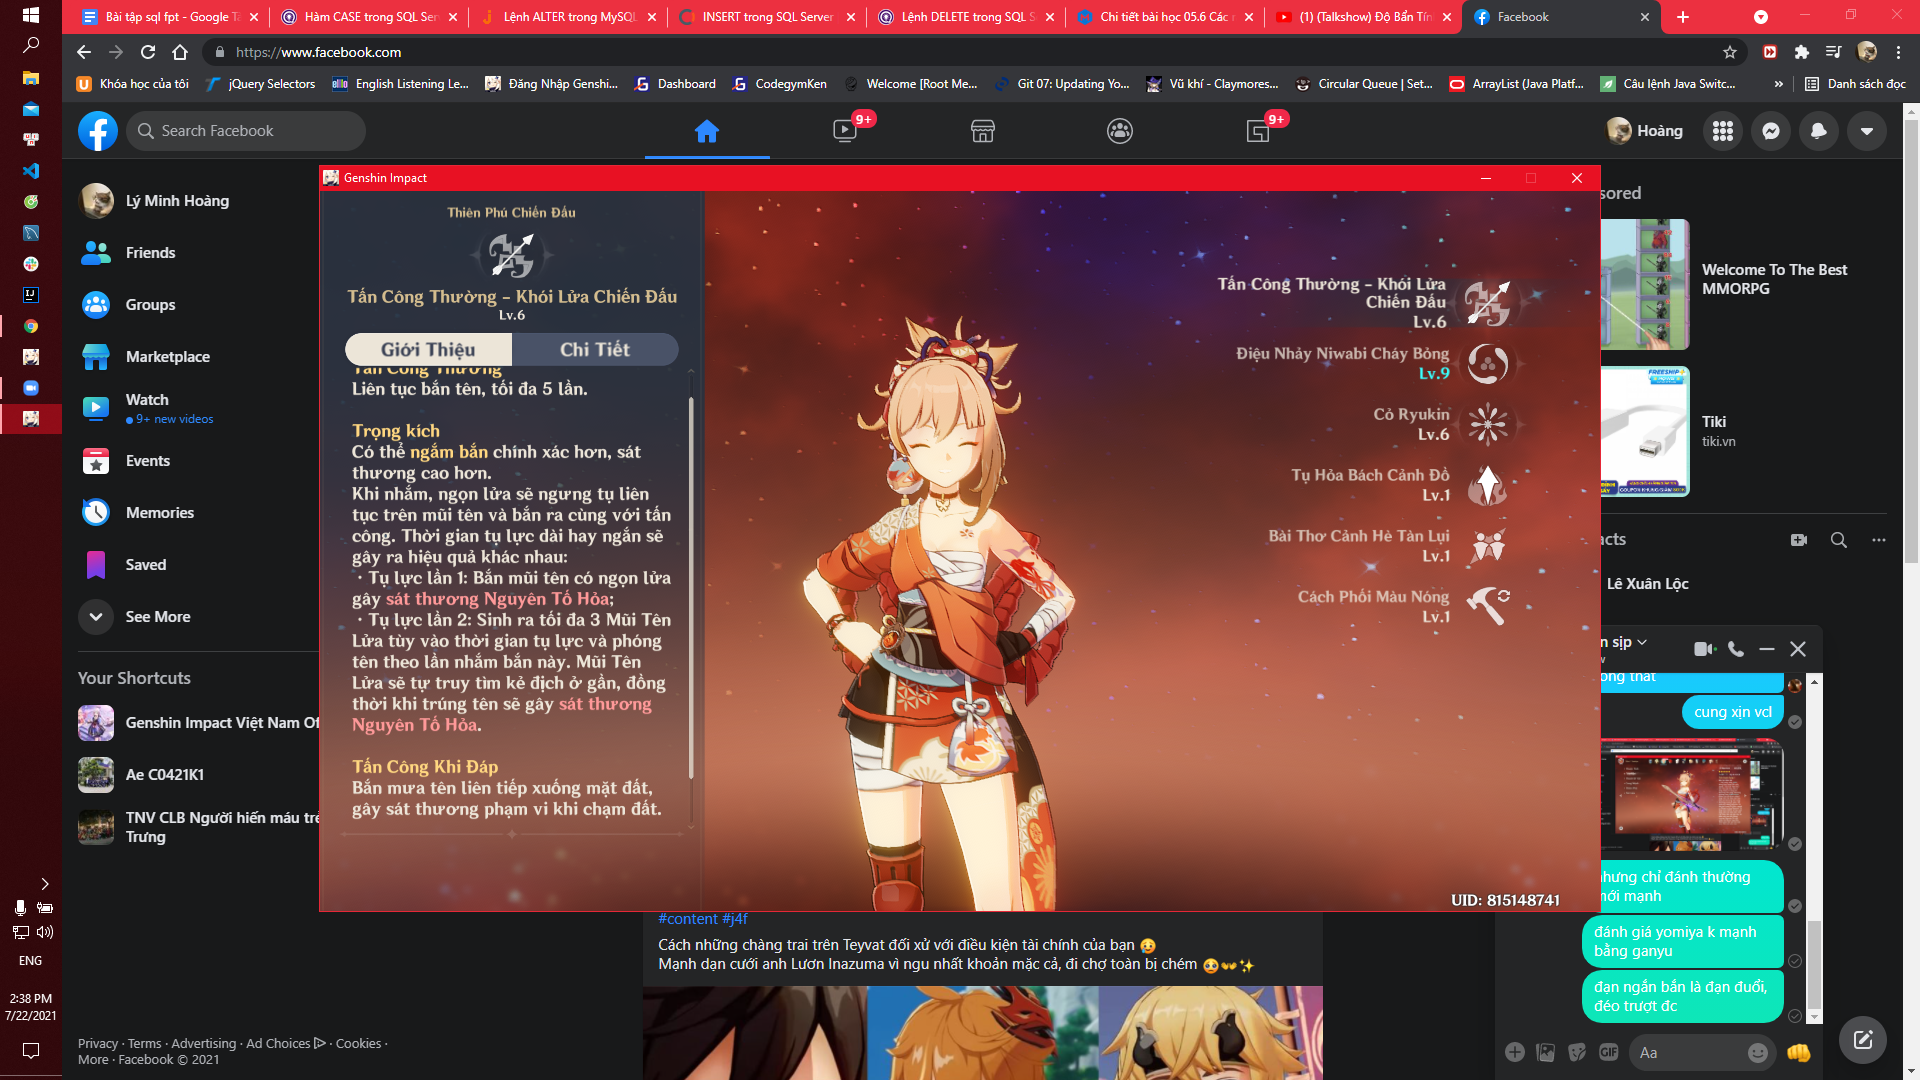 Bài tập sql fpt - Google Tà
Hàm CASE trong SQL Ser
Lệnh ALTER trong MySQL
INSERT trong SQL Server
Lệnh DELETE trong SQL S
Chi tiết bài học 05.6 Các
(1) (Talkshow) Độ Bẩn Tín
Facebook
https://www.facebook.com
Khóa học của tôi
jQuery Selectors
English Listening Le...
Đăng Nhập Genshi...
Dashboard
CodegymKen
Welcome [Root Me...
Git 07: Updating Yo...
Vũ khí - Claymores...
Circular Queue | Set...
ArrayList (Java Platf...
Câu lệnh Java Switc...
»
Danh sách đọc
Search Facebook
9+
9+
Hoàng
Lý Minh Hoàng
Friends
Groups
Marketplace
Watch
9+ new videos
Events
Memories
Saved
See More
Your Shortcuts
Genshin Impact Việt Nam Of
Ae C0421K1
TNV CLB Người hiến máu trẻ
Trưng
Privacy · Terms · Advertising · Ad Choices · Cookies ·
More · Facebook © 2021
Genshin Impact
Thiên Phú Chiến Đấu
Tấn Công Thường - Khói Lửa Chiến Đấu
Lv.6
Giới Thiệu
Chi Tiết
Tấn Công Thường
Liên tục bắn tên, tối đa 5 lần.
Trọng kích
Có thể ngắm bắn chính xác hơn, sát
thương cao hơn.
Khi nhắm, ngọn lửa sẽ ngưng tụ liên
tục trên mũi tên và bắn ra cùng với tấn
công. Thời gian tụ lực dài hay ngắn sẽ
gây ra hiệu quả khác nhau:
· Tụ lực lần 1: Bắn mũi tên có ngọn lửa
gây sát thương Nguyên Tố Hỏa;
· Tụ lực lần 2: Sinh ra tối đa 3 Mũi Tên
Lửa tùy vào thời gian tụ lực và phóng
tên theo lần nhắm bắn này. Mũi Tên
Lửa sẽ tự truy tìm kẻ địch ở gần, đồng
thời khi trúng tên sẽ gây sát thương
Nguyên Tố Hỏa.
Tấn Công Khi Đáp
Bắn mưa tên liên tiếp xuống mặt đất,
gây sát thương phạm vi khi chạm đất.
Tấn Công Thường - Khói Lửa
Chiến Đấu
Lv.6
Điệu Nhảy Niwabi Cháy Bỏng
Lv.9
Cỏ Ryukin
Lv.6
Tụ Hỏa Bách Cảnh Đồ
Lv.1
Bài Thơ Cảnh Hè Tàn Lụi
Lv.1
Cách Phối Màu Nóng
Lv.1
UID: 815148741
#content #j4f
Cách những chàng trai trên Teyvat đối xử với điều kiện tài chính của bạn 😥
Mạnh dạn cưới anh Lươn Inazuma vì ngu nhất khoản mặc cả, đi chợ toàn bị chém
sored
Welcome To The Best
MMORPG
FREESHIP
Tiki
tiki.vn
acts
Lê Xuân Lộc
n sịp
ong thật
cung xịn vcl
nhưng chỉ đánh thường
mới mạnh
đánh giá yomiya k mạnh
bằng ganyu
đạn ngắn bắn là đạn đuổi,
đéo trượt đc
GIF
Aa
ENG
2:38 PM
7/22/2021